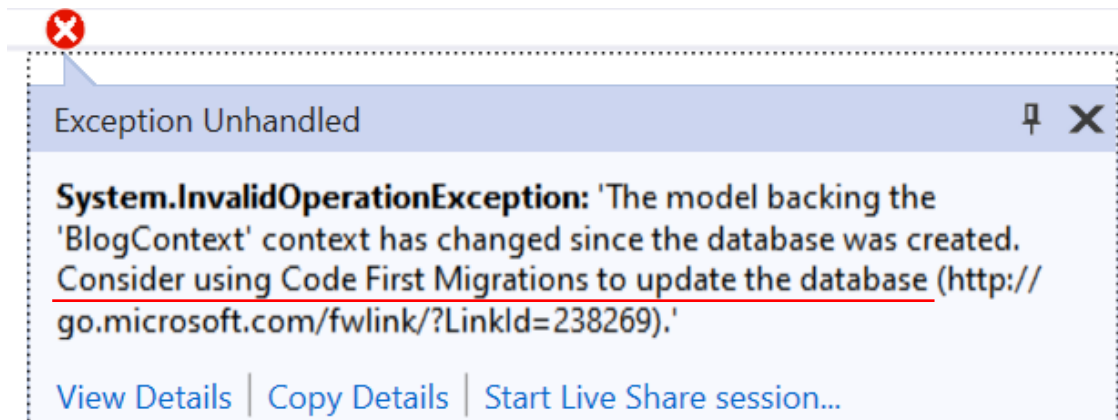 Exception Unhandled
System.InvalidOperationException: 'The model backing the
'BlogContext' context has changed since the database was created.
Consider using Code First Migrations to update the database (http://
go.microsoft.com/fwlink/?LinkId=238269).'
View Details | Copy Details | Start Live Share session...